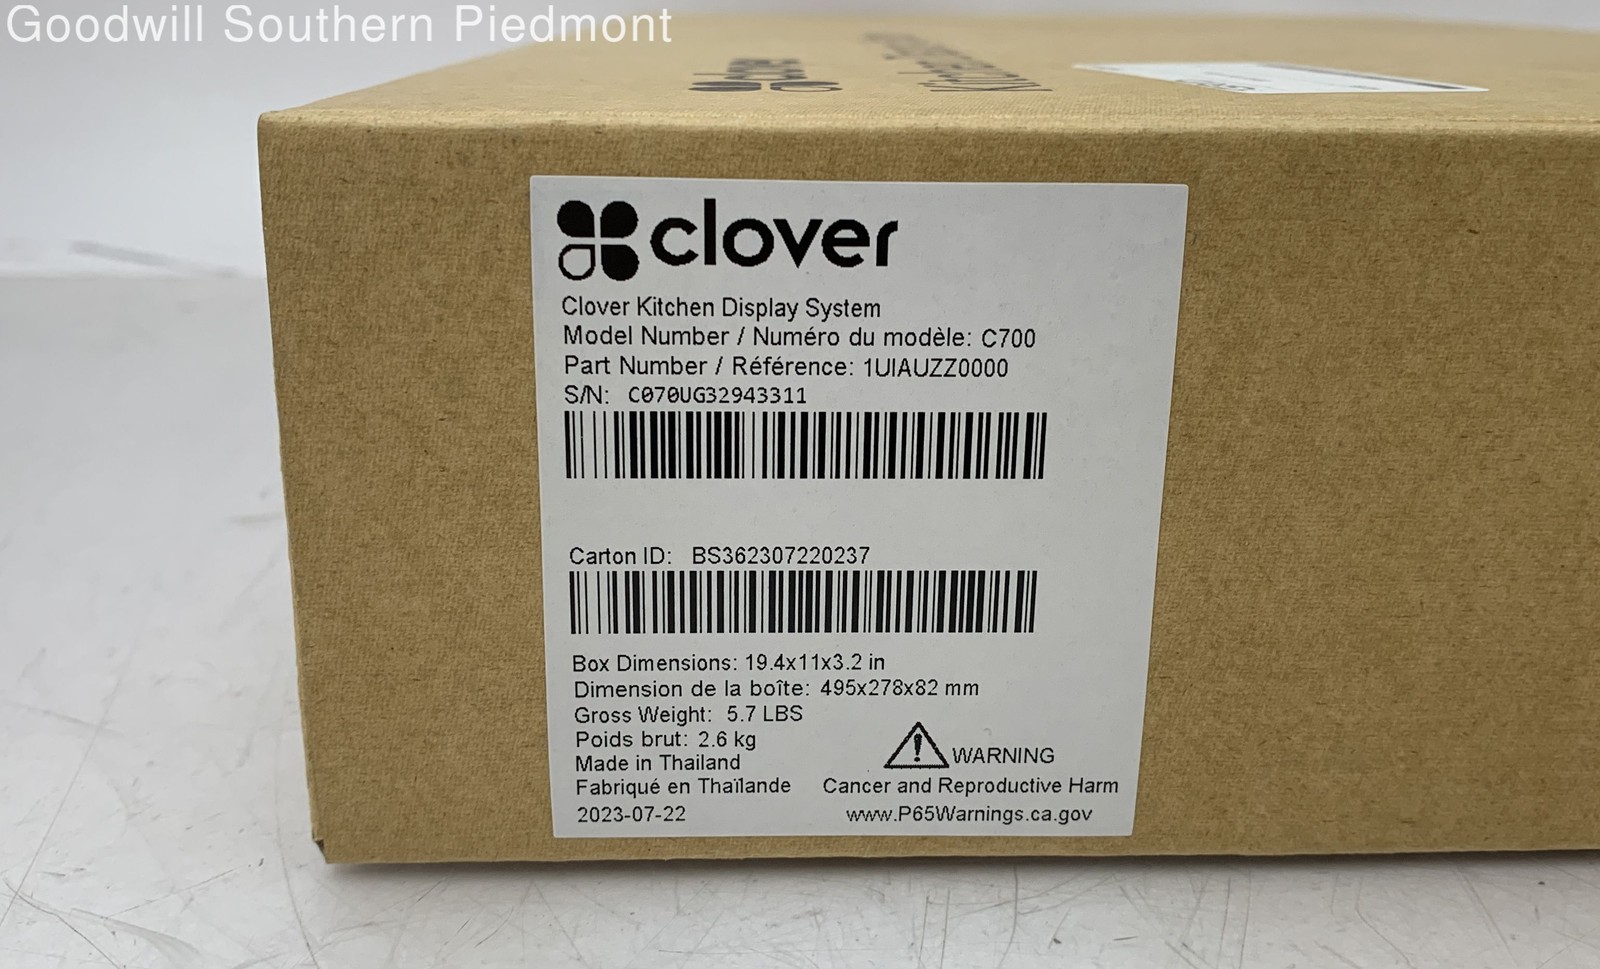 Goodwill Southern Piedmont
clover
Clover Kitchen Display System
Model Number / Numéro du modèle: C700
Part Number / Référence: 1UIAUZZ0000
S/N: C070UG32943311
Carton ID: BS362307220237
Box Dimensions: 19.4x11x3.2 in
Dimension de la boîte: 495x278x82 mm
Gross Weight: 5.7 LBS
Poids brut: 2.6 kg
Made in Thailand
Fabriqué en Thaïlande
2023-07-22
WARNING
Cancer and Reproductive Harm
www.P65Warnings.ca.gov